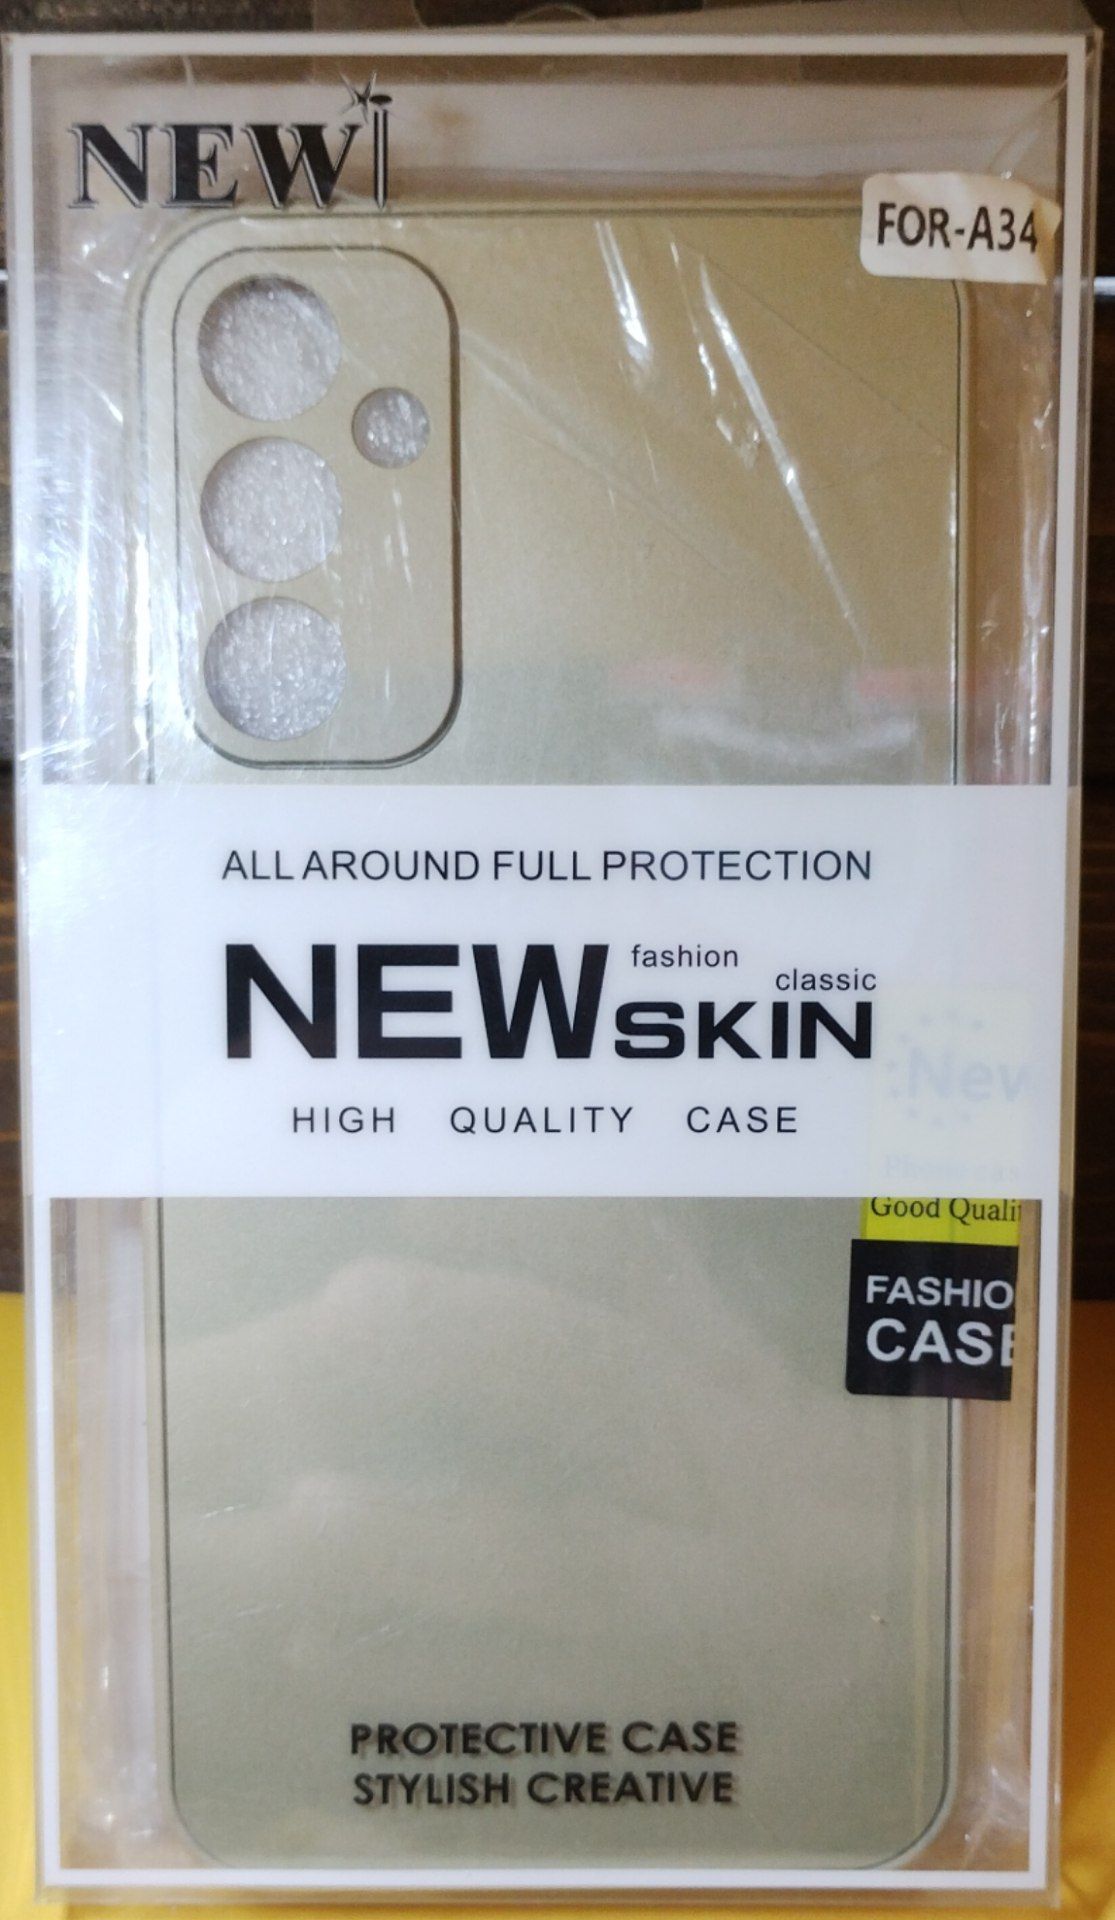 NEW
FOR-A34
ALL AROUND FULL PROTECTION
NEW fashion classic
SKIN
HIGH QUALITY CASE
New
Good Quali
FASHIO
CASE
PROTECTIVE CASE
STYLISH CREATIVE